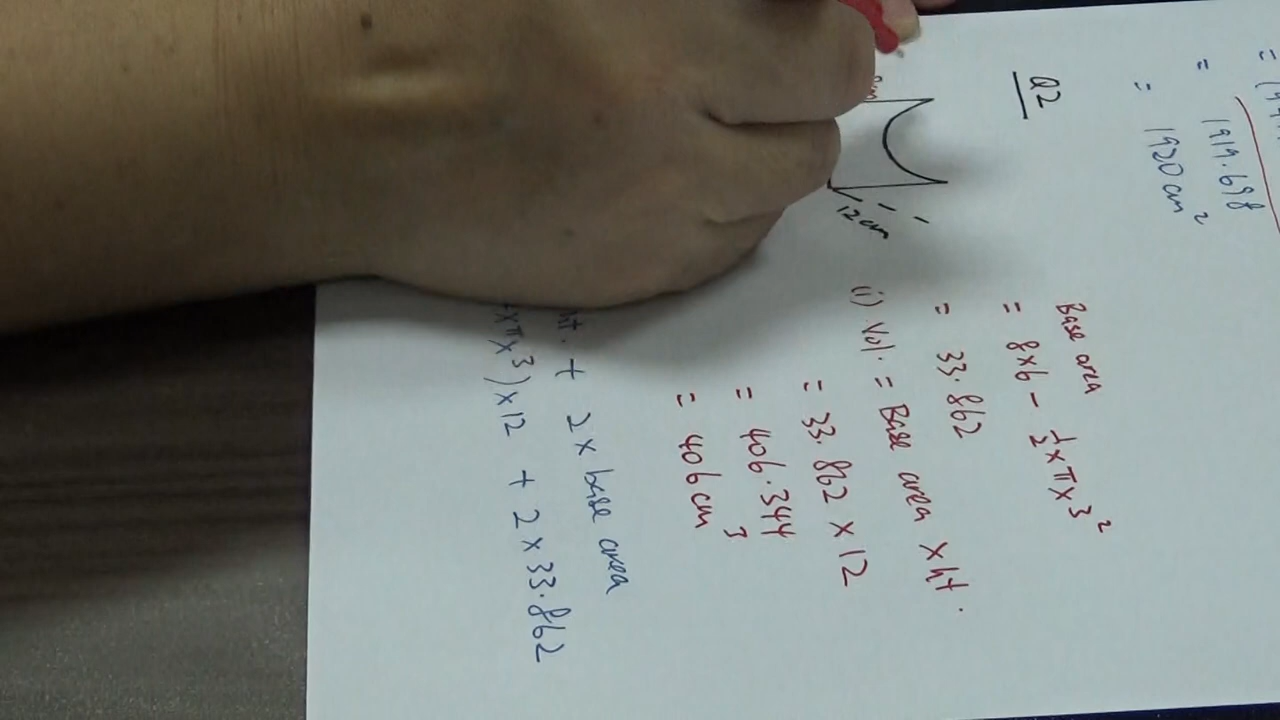 = 1919.698
= 1920 cm²
Q2
12 cm
Base area
= 8×6 - ½×π×3²
= 33.862
(i) Vol. = Base area × ht.
= 33.862 × 12
= 406.344
= 406 cm³
ht. + 2 × base area
×π×3) ×12 + 2 × 33.862